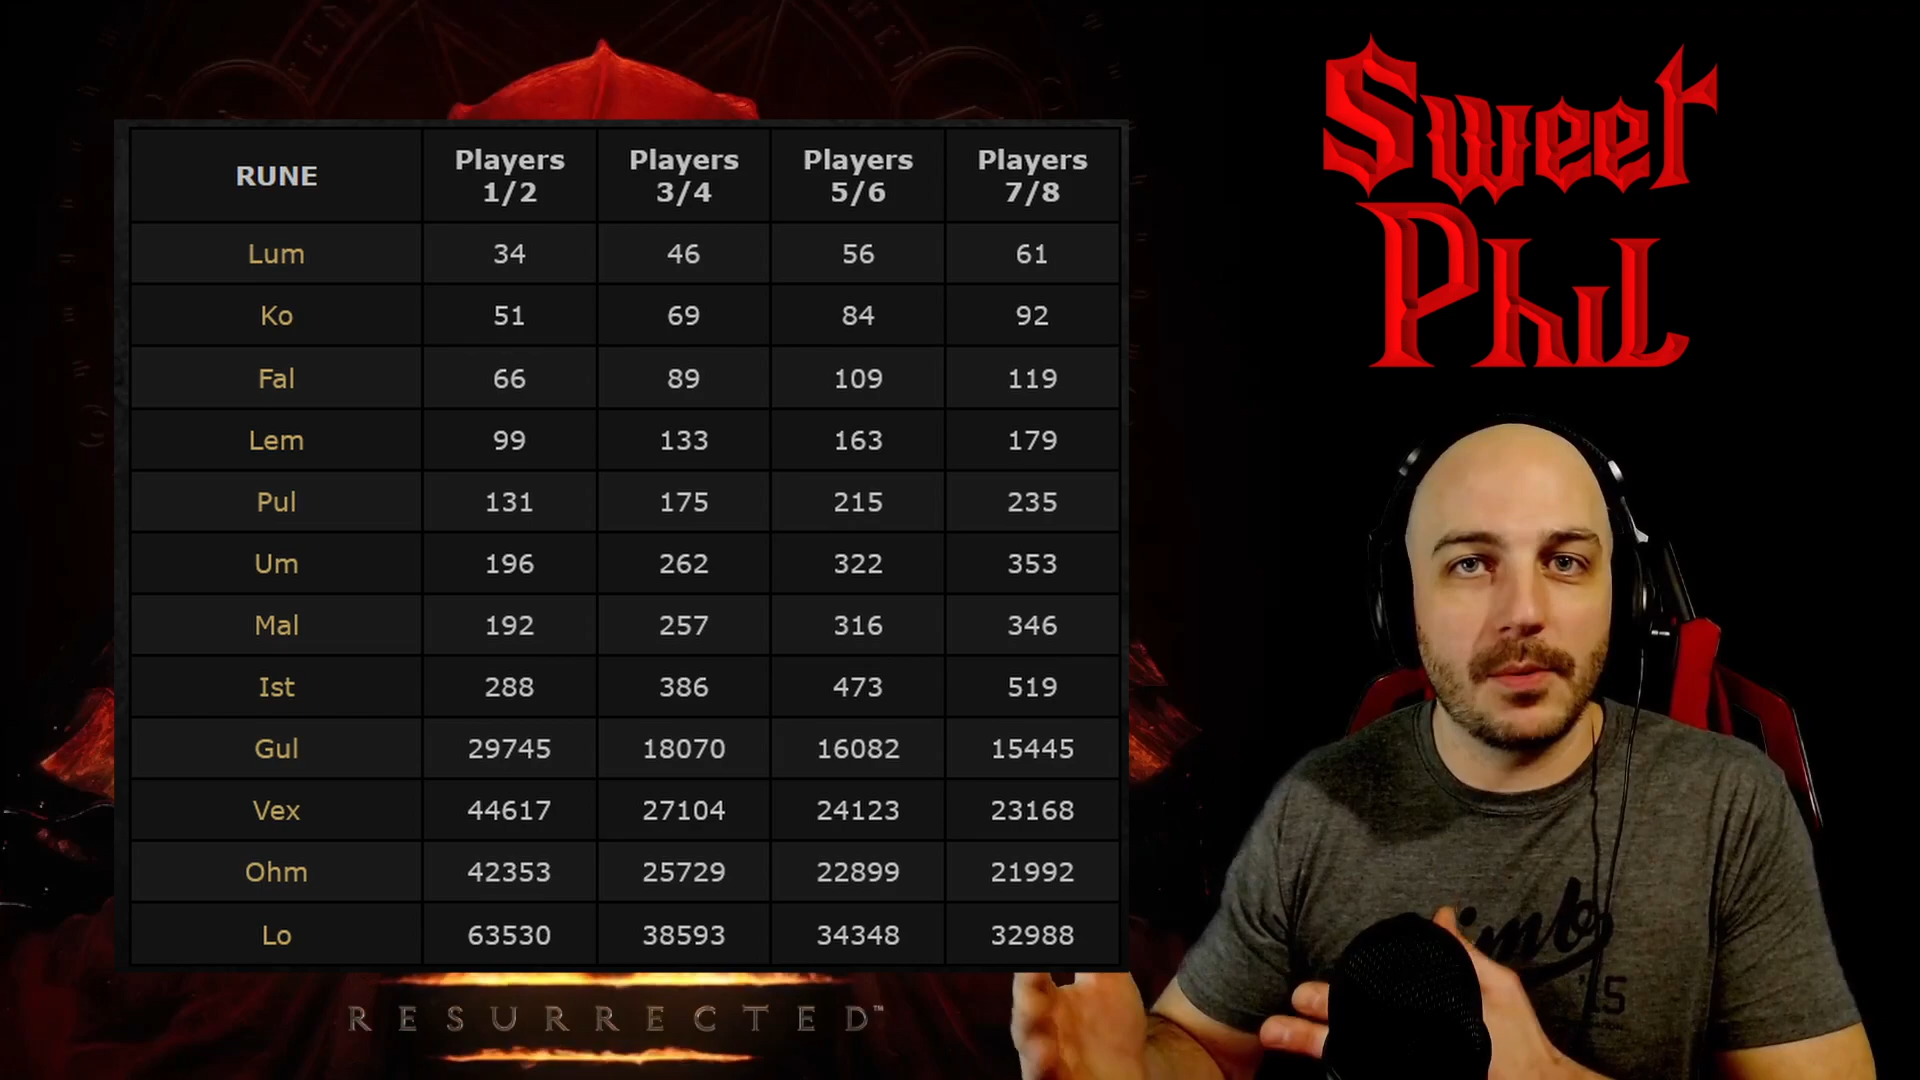 Sweet
Phil
RUNE Players 1/2 Players 3/4 Players 5/6 Players 7/8
Lum 34 46 56 61
Ko 51 69 84 92
Fal 66 89 109 119
Lem 99 133 163 179
Pul 131 175 215 235
Um 196 262 322 353
Mal 192 257 316 346
Ist 288 386 473 519
Gul 29745 18070 16082 15445
Vex 44617 27104 24123 23168
Ohm 42353 25729 22899 21992
Lo 63530 38593 34348 32988
RESURRECTED™